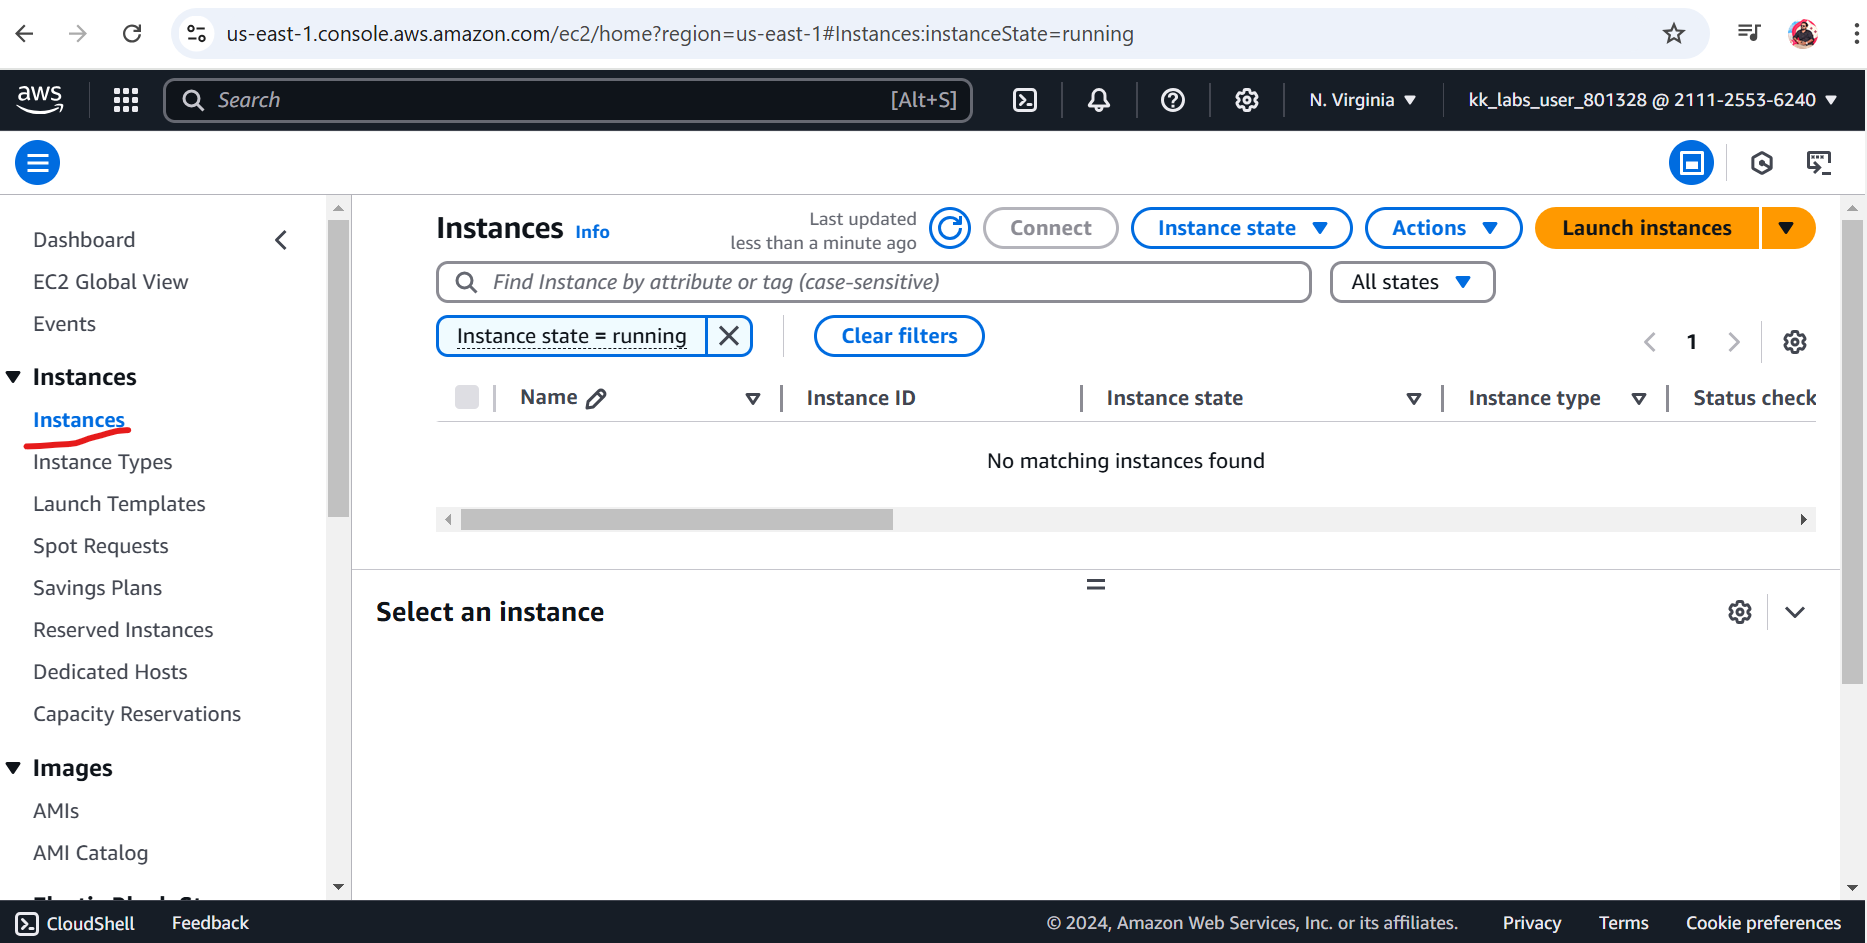 us-east-1.console.aws.amazon.com/ec2/home?region=us-east-1#Instances:instanceState=running
aws
Search [Alt+S]
N. Virginia
kk_labs_user_801328 @ 2111-2553-6240
Dashboard
EC2 Global View
Events
Instances
Instances
Instance Types
Launch Templates
Spot Requests
Savings Plans
Reserved Instances
Dedicated Hosts
Capacity Reservations
Images
AMIs
AMI Catalog
Instances Info
Last updated
less than a minute ago
Connect
Instance state
Actions
Launch instances
Find Instance by attribute or tag (case-sensitive)
All states
Instance state = running
Clear filters
1
Name Instance ID Instance state Instance type Status check
No matching instances found
Select an instance
CloudShell Feedback © 2024, Amazon Web Services, Inc. or its affiliates. Privacy Terms Cookie preferences